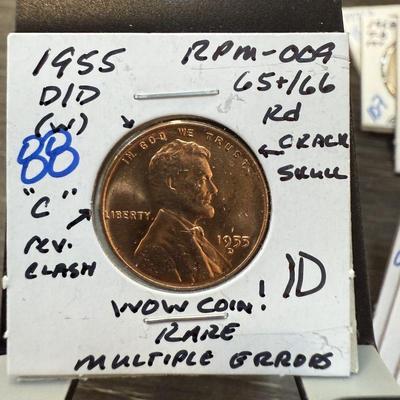 1955
RPM-009
D/D
65+/66
(W)
Rd
88
CRACK
SKULL
"C"
REV.
CLASH
IN GOD WE TRUST
LIBERTY
1955
D
1D
WOW COIN!
RARE
MULTIPLE ERRORS